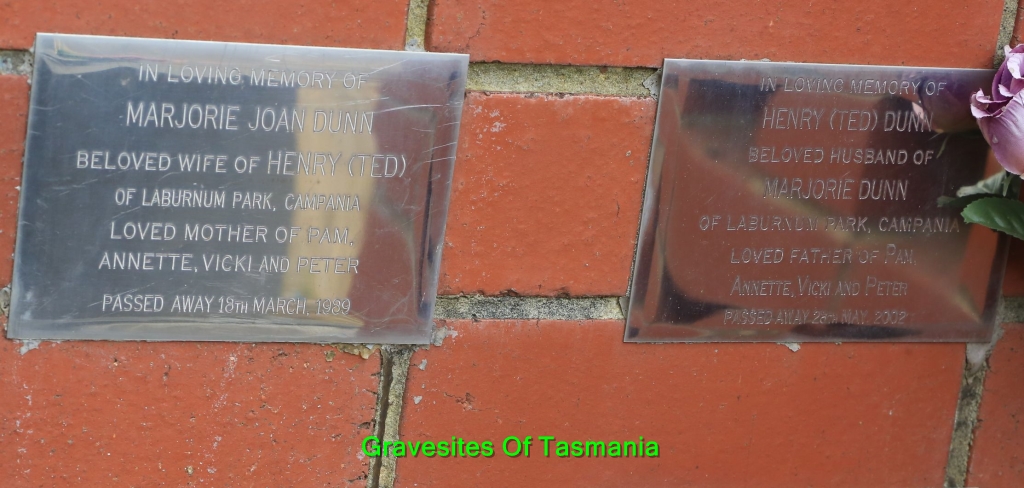 IN LOVING MEMORY OF
MARJORIE JOAN DUNN
BELOVED WIFE OF HENRY (TED)
OF LABURNUM PARK, CAMPANIA
LOVED MOTHER OF PAM,
ANNETTE, VICKI AND PETER
PASSED AWAY 18TH MARCH, 1989
IN LOVING MEMORY OF
HENRY (TED) DUNN
BELOVED HUSBAND OF
MARJORIE DUNN
OF LABURNUM PARK, CAMPANIA
LOVED FATHER OF PAM,
ANNETTE, VICKI AND PETER
PASSED AWAY MAY, 2002
Gravesites Of Tasmania